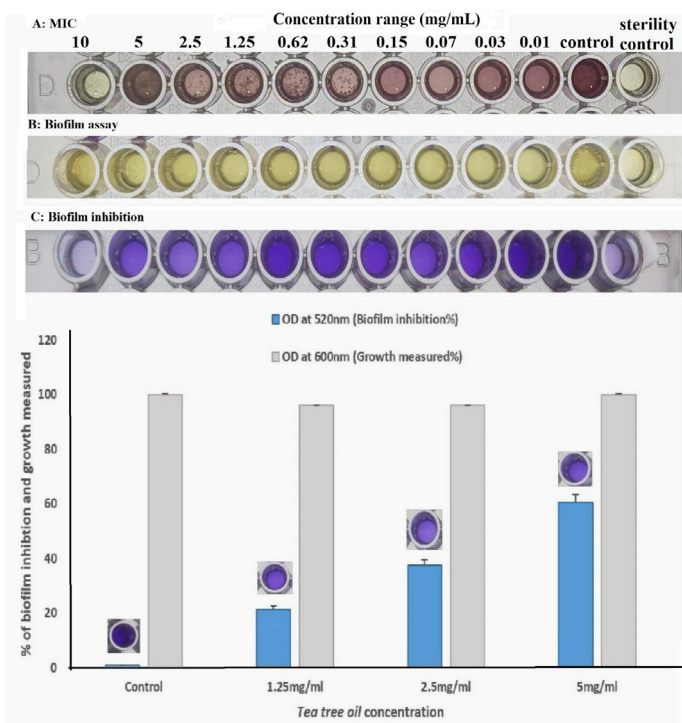 A: MIC
Concentration range (mg/mL)
10 5 2.5 1.25 0.62 0.31 0.15 0.07 0.03 0.01 control sterility control
D
B: Biofilm assay
D
C: Biofilm inhibition
B B
OD at 520nm (Biofilm inhibition%)
OD at 600nm (Growth measured%)
% of biofilm inhibtion and growth measured
120
100
80
60
40
20
0
Control 1.25mg/ml 2.5mg/ml 5mg/ml
Tea tree oil concentration